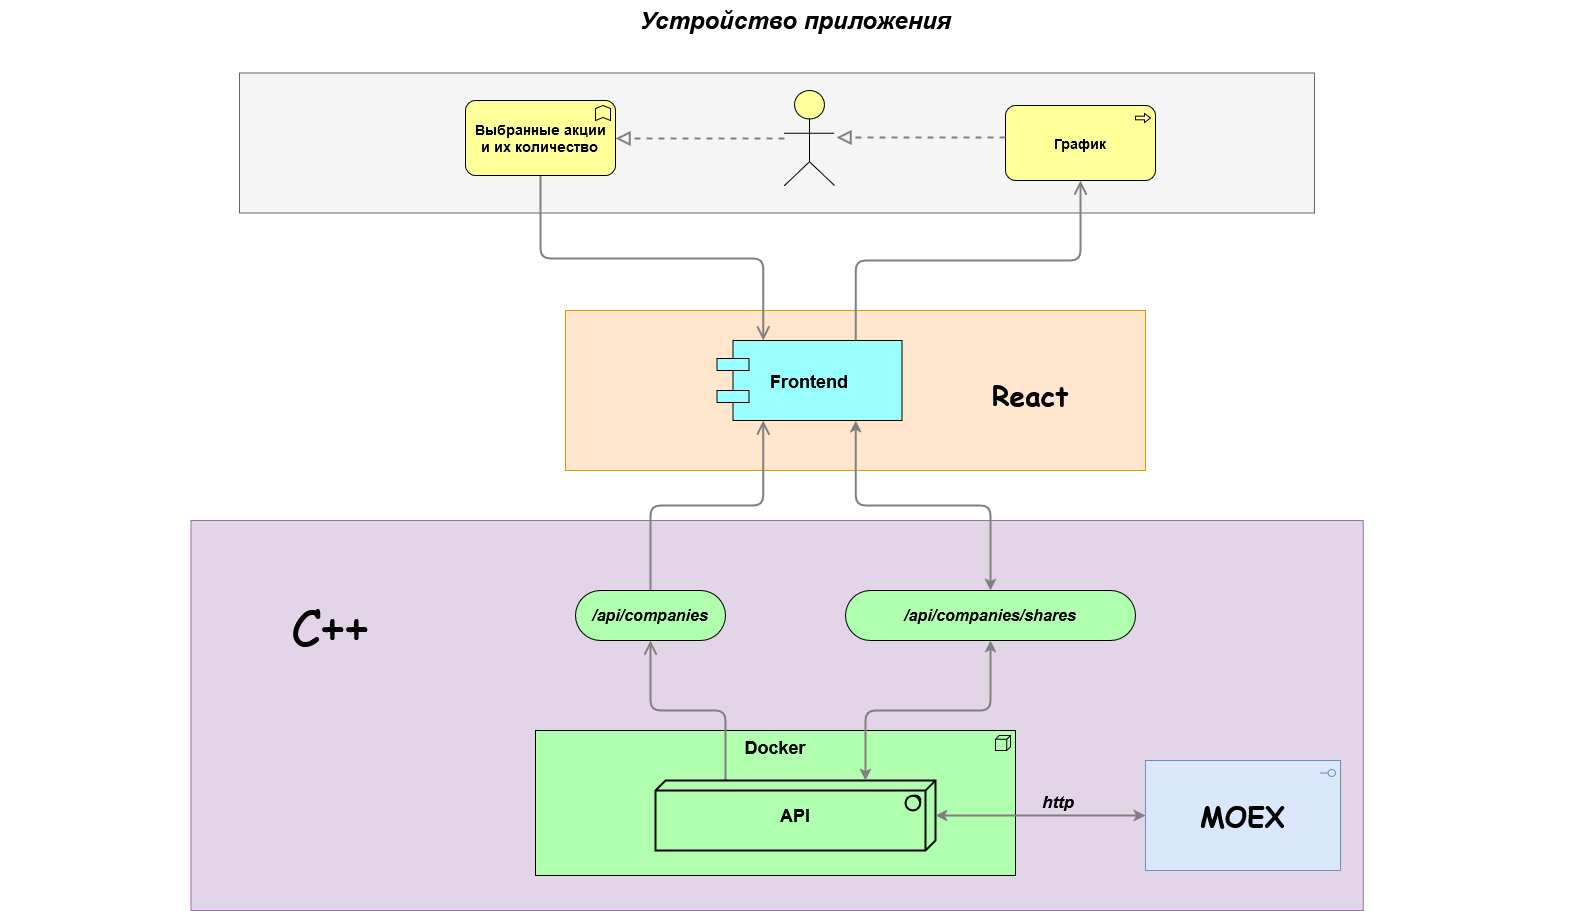 Устройство приложения
Выбранные акции
и их количество
График
Frontend
React
C++
/api/companies
/api/companies/shares
Docker
API
http
MOEX